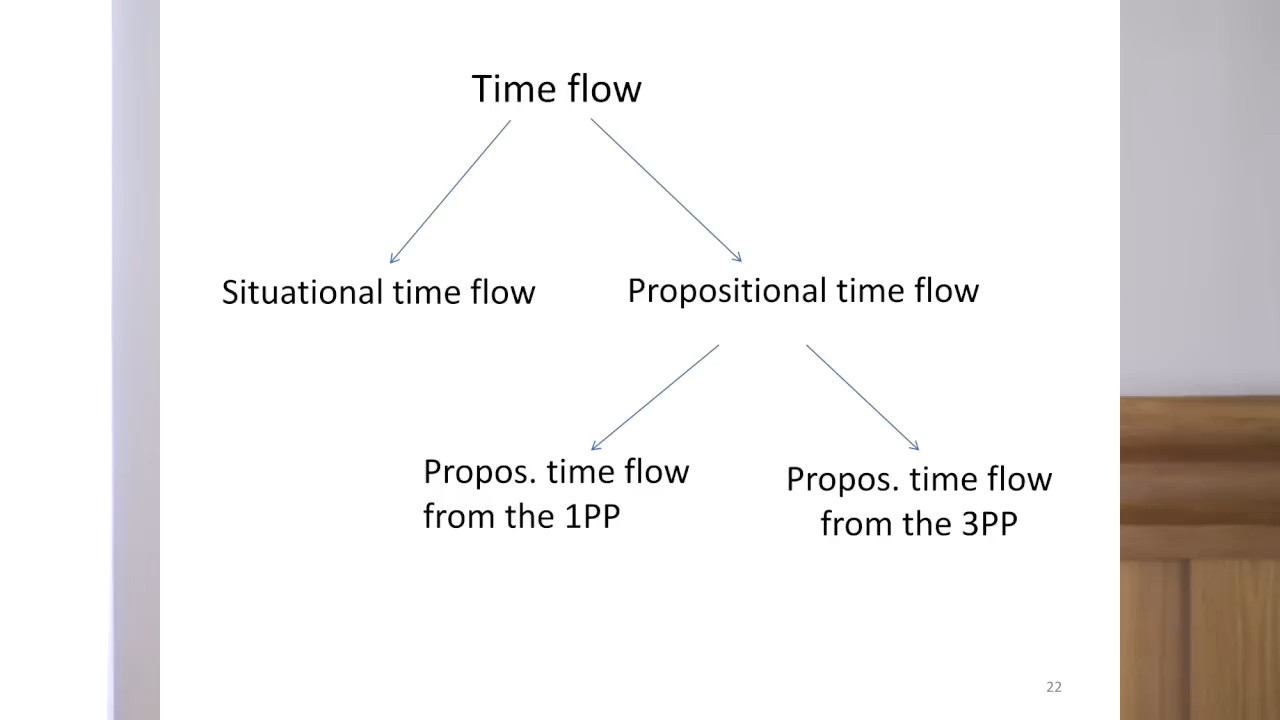 Time flow
Situational time flow
Propositional time flow
Propos. time flow
from the 1PP
Propos. time flow
from the 3PP
22